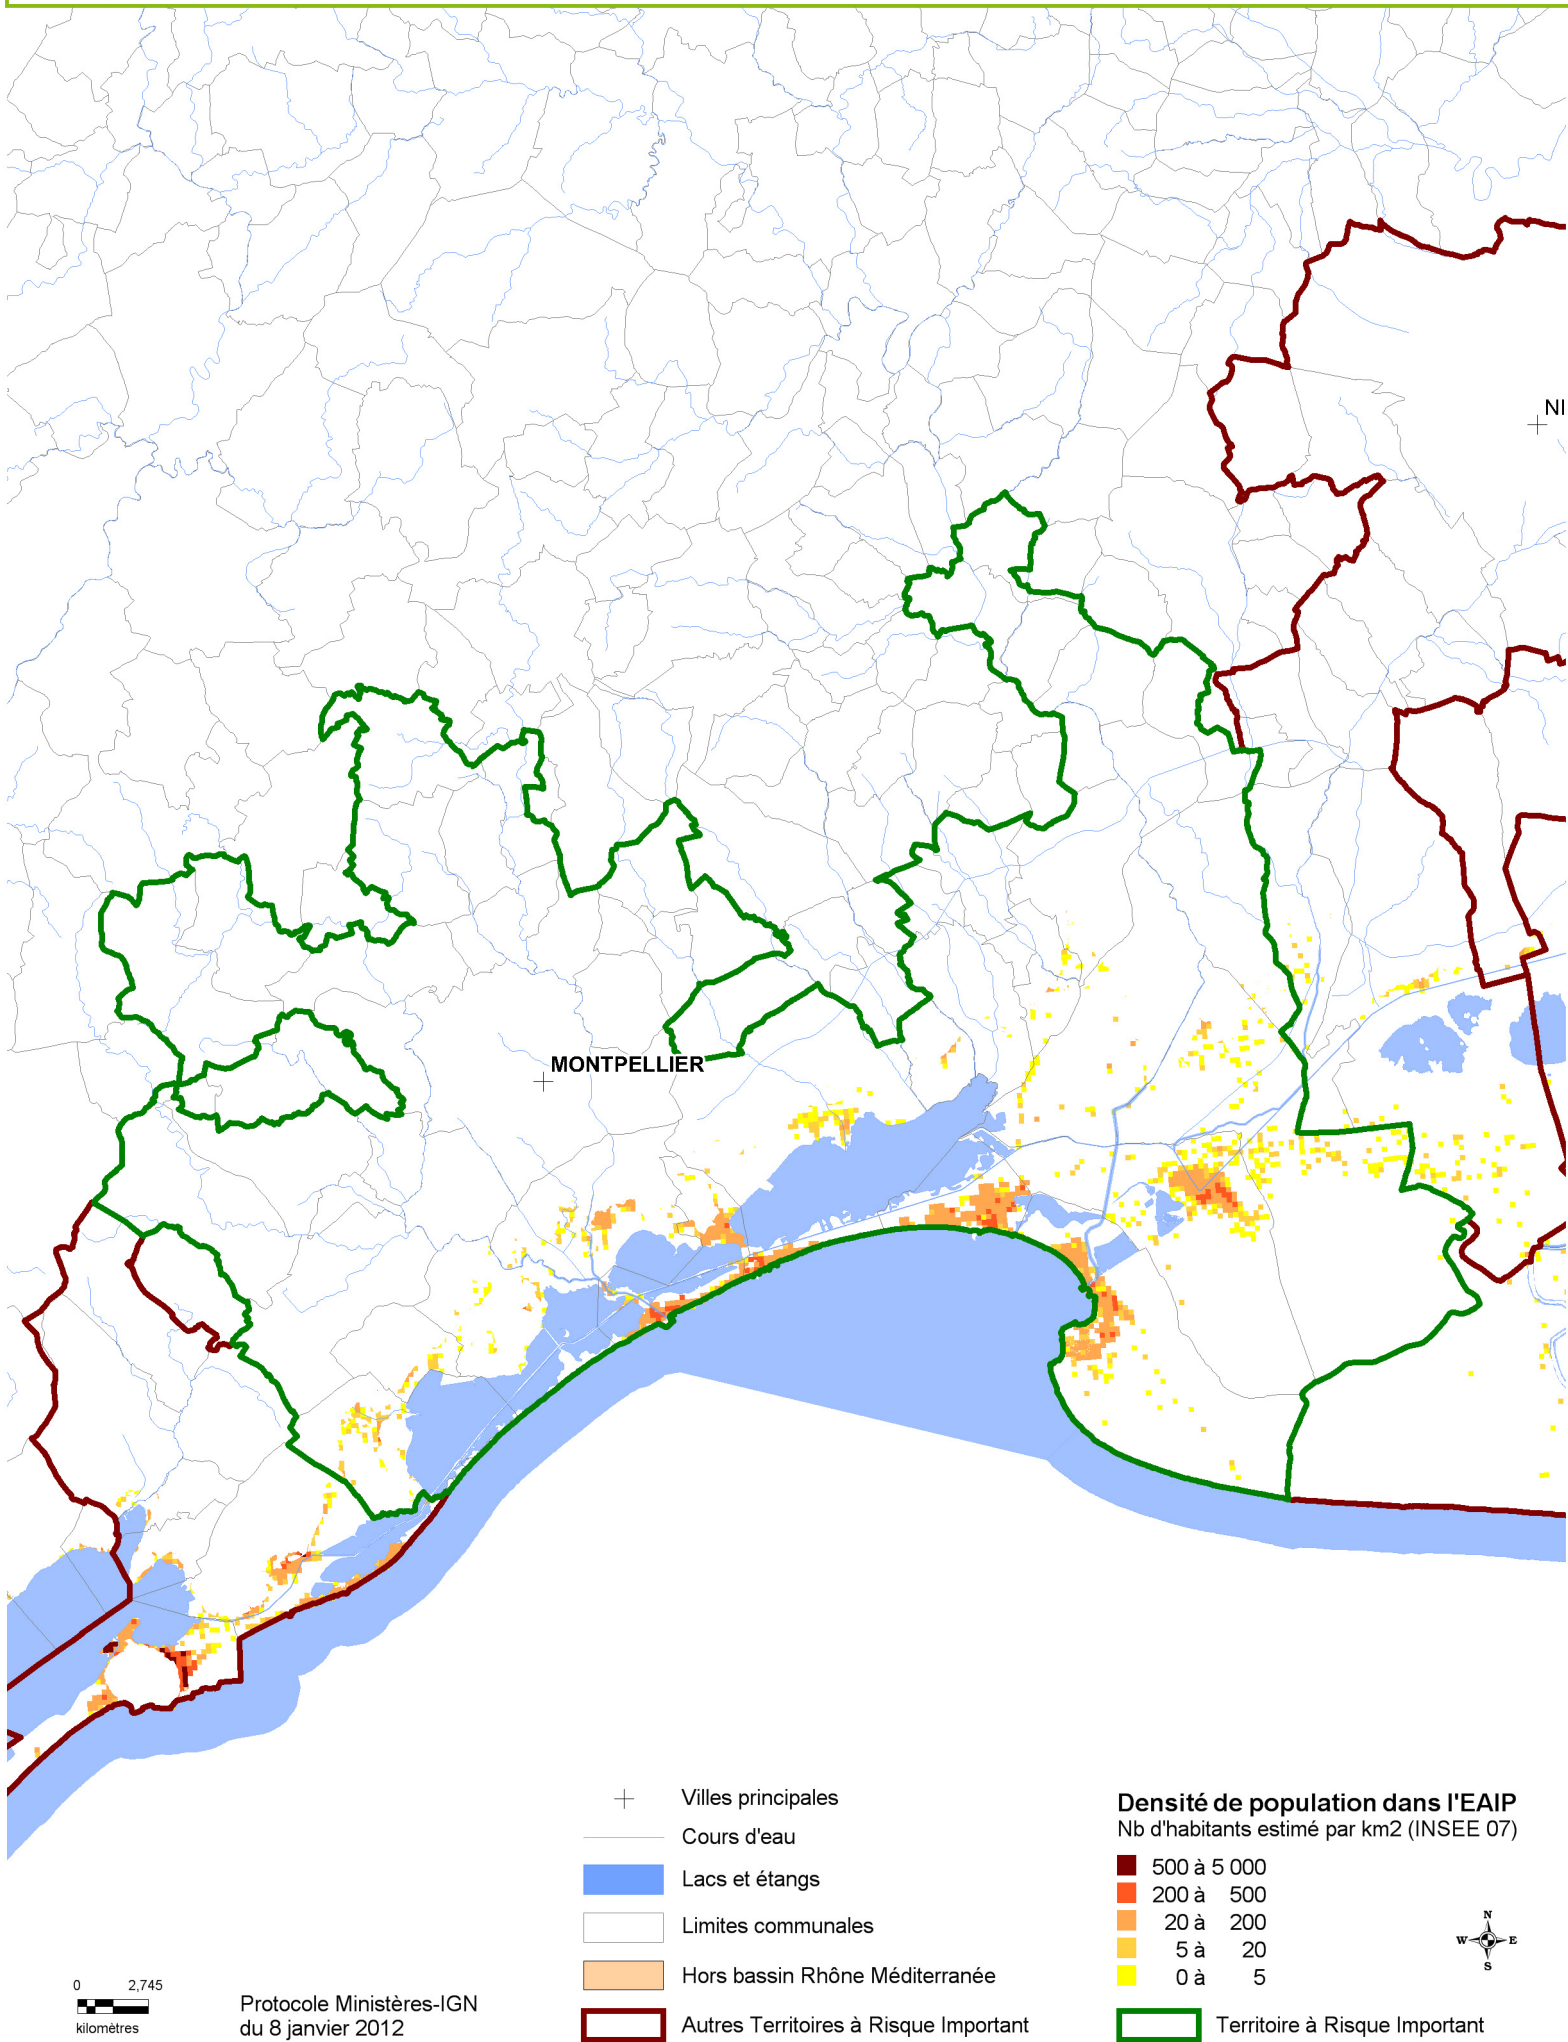 NI
MONTPELLIER
Villes principales
Cours d'eau
Lacs et étangs
Limites communales
Hors bassin Rhône Méditerranée
Autres Territoires à Risque Important
Densité de population dans l'EAIP
Nb d'habitants estimé par km2 (INSEE 07)
500 à 5 000
200 à 500
20 à 200
5 à 20
0 à 5
Territoire à Risque Important
N
W E
S
0 2,745
kilomètres
Protocole Ministères-IGN
du 8 janvier 2012